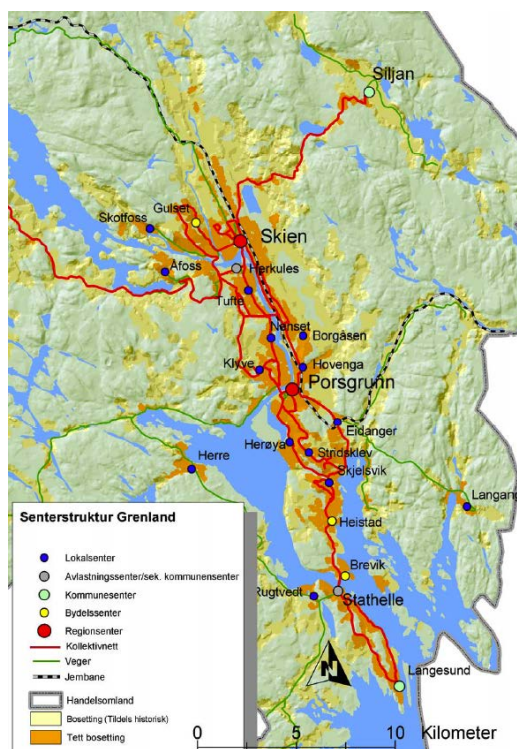 Siljan
Gulset
Skotfoss
Skien
Åfoss
Herkules
Tufte
Nenset
Borgåsen
Klyve
Hovenga
Porsgrunn
Eidanger
Herøya
Stridsklev
Herre
Skjelsvik
Langang
Heistad
Brevik
Rugtvedt
Stathelle
Langesund
N
Senterstruktur Grenland
Lokalsenter
Avlastningssenter/sek. kommunensenter
Kommunesenter
Bydelssenter
Regionsenter
Kollektivnett
Veger
Jernbane
Handelsomland
Bosetting (Tildels historisk)
Tett bosetting
0 5 10 Kilometer